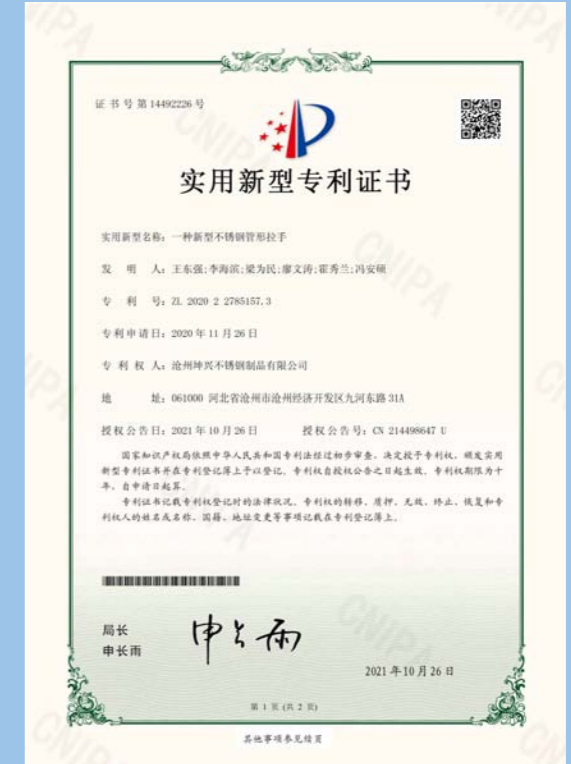 证书号第14492226号
实用新型专利证书
实用新型名称：一种新型不锈钢管形拉手
发 明 人：王东强;李海滨;梁为民;廖文涛;霍秀兰;冯安硕
专 利 号：ZL 2020 2 2785157.3
专利申请日：2020年11月26日
专 利 权 人：沧州坤兴不锈钢制品有限公司
地 址：061000 河北省沧州市沧州经济开发区九河东路31A
授权公告日：2021年10月26日 授权公告号：CN 214498647 U
国家知识产权局依照中华人民共和国专利法经过初步审查，决定授予专利权，颁发实用
新型专利证书并在专利登记簿上予以登记。专利权自授权公告之日起生效。专利权期限为十
年，自申请日起算。
专利证书记载专利权登记时的法律状况。专利权的转移、质押、无效、终止、恢复和专
利权人的姓名或名称、国籍、地址变更等事项记载在专利登记簿上。
局长
申长雨
申长雨
2021年10月26日
第 1 页 (共 2 页)
其他事项参见续页
CNIPA
CNIPA
CNIPA
CNIPA